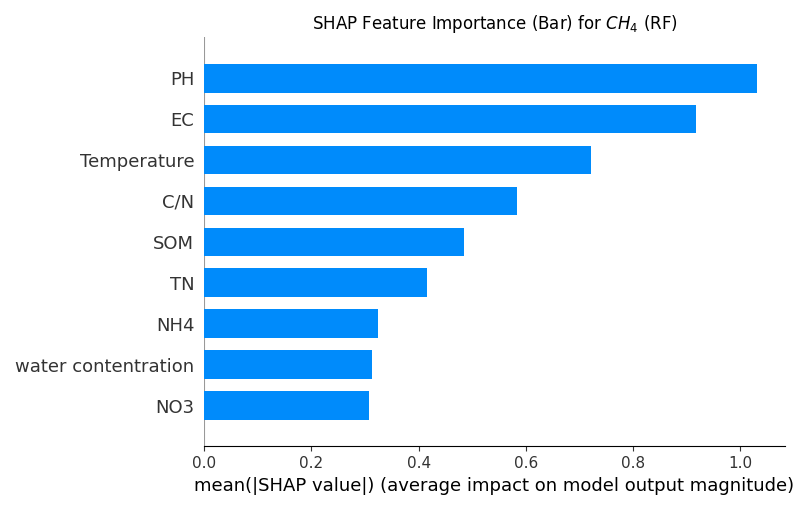 SHAP Feature Importance (Bar) for CH₄ (RF)
PH
EC
Temperature
C/N
SOM
TN
NH4
water contentration
NO3
0.0 0.2 0.4 0.6 0.8 1.0
mean(|SHAP value|) (average impact on model output magnitude)